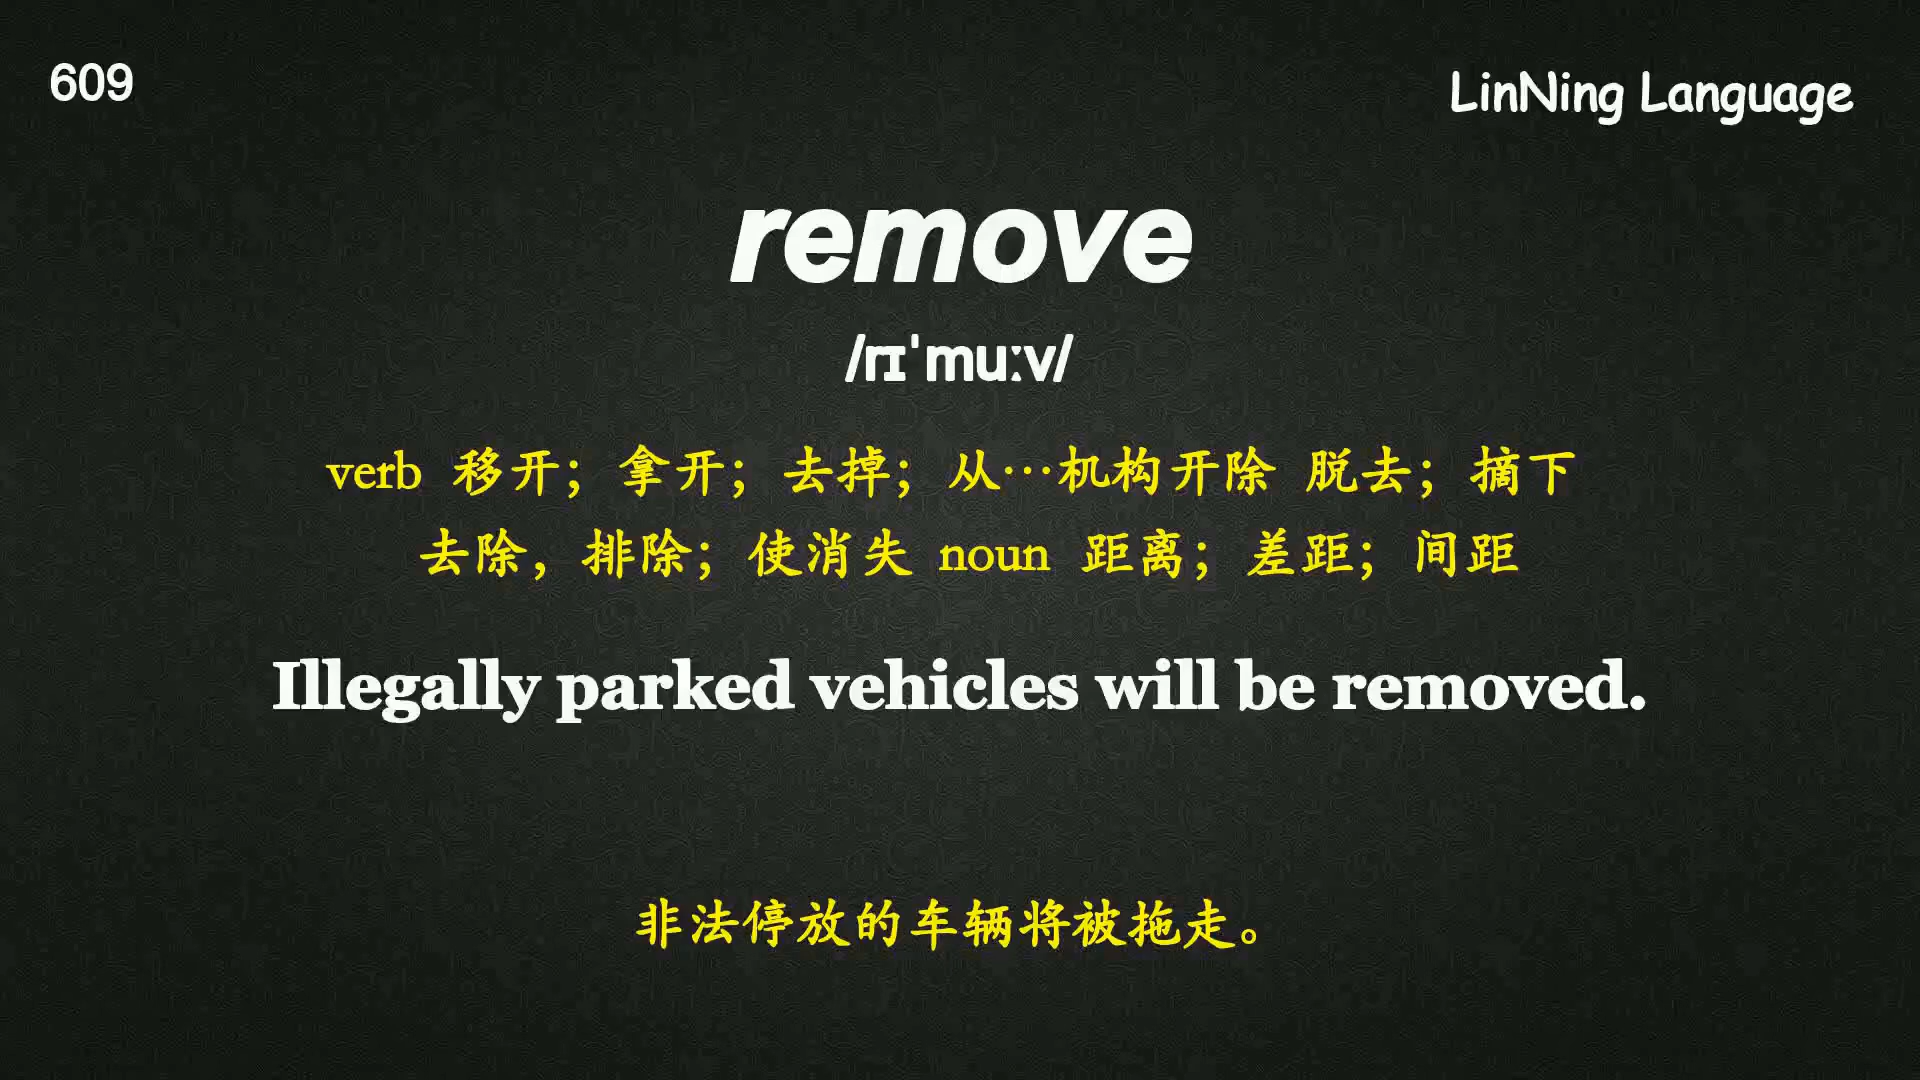 609
LinNing Language
remove
/rɪˈmuːv/
verb 移开；拿开；去掉；从…机构开除 脱去；摘下
去除，排除；使消失 noun 距离；差距；间距
Illegally parked vehicles will be removed.
非法停放的车辆将被拖走。